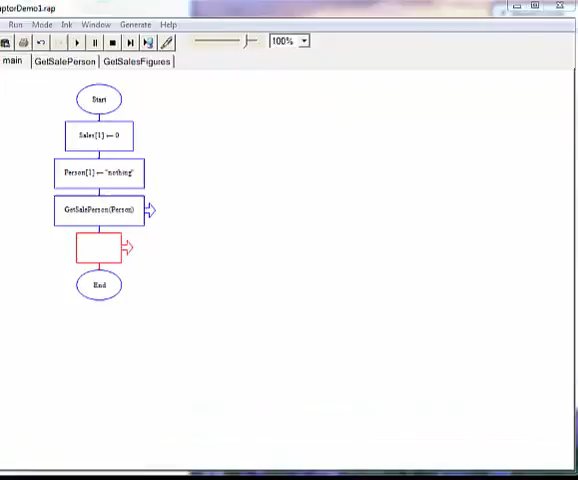 aptorDemo1.rap
Run Mode Ink Window Generate Help
100%
main GetSalePerson GetSalesFigures
Start
Sales[1] ← 0
Person[1] ← "nothing"
GetSalePerson(Person)
End